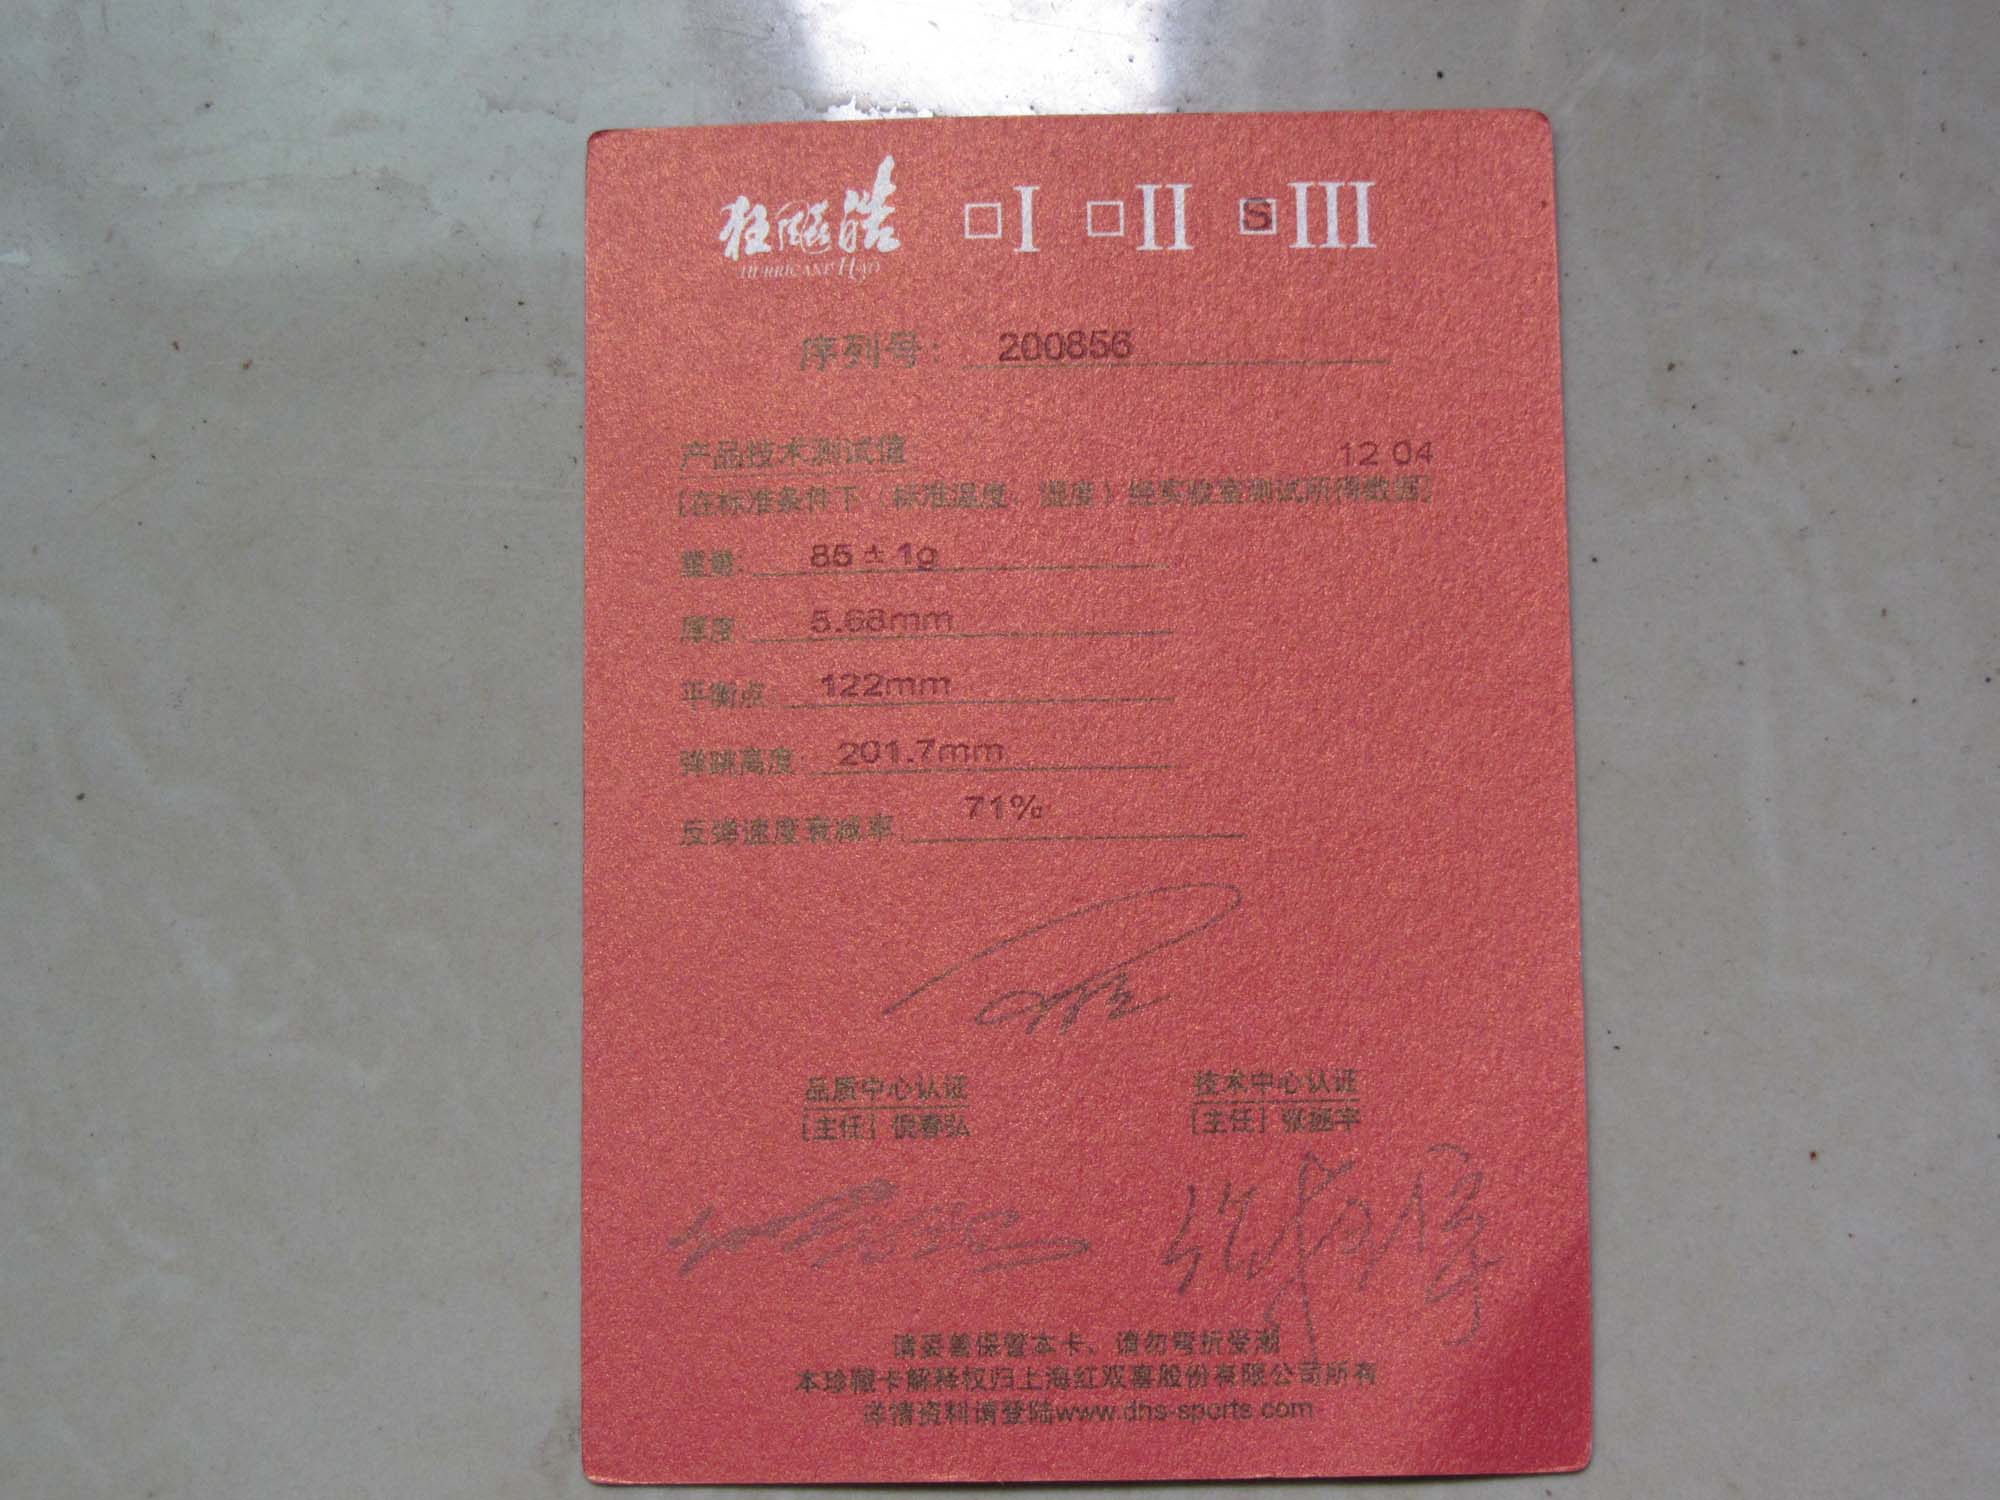 狂飚皓 □I □II SIII
HURRICANE HAO
序列号: 200856
产品技术测试值 12 04
[在标准条件下(标准温度、湿度)经实验室测试所得数据]
重量: 85 ± 1g
厚度: 5.68mm
平衡点: 122mm
弹跳高度: 201.7mm
反弹速度衰减率: 71%
品质中心认证 技术中心认证
[主任] 倪春弘 [主任]
请妥善保管本卡、请勿弯折受潮
本珍藏卡解释权归上海红双喜股份有限公司所有
详情资料请登陆www.dhs-sports.com